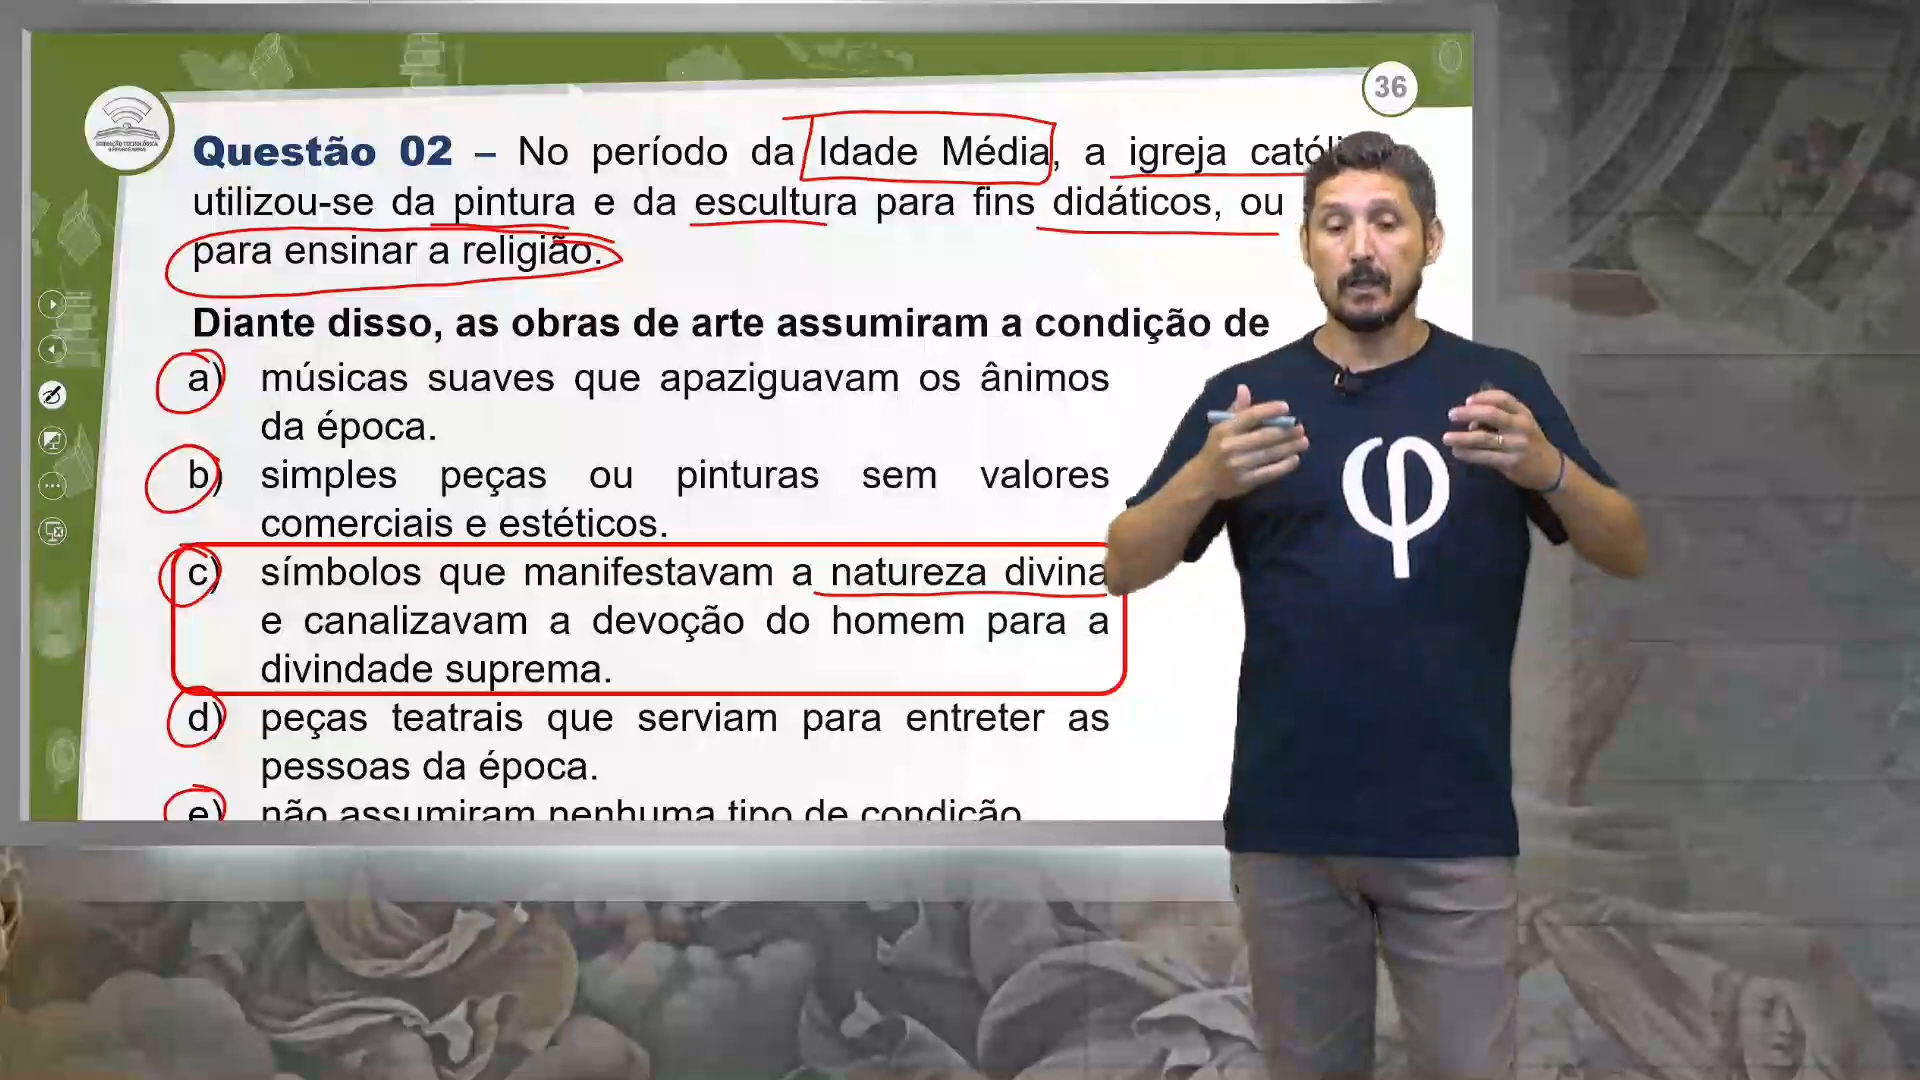 36
Questão 02 – No período da Idade Média, a igreja
utilizou-se da pintura e da escultura para fins didáticos, ou
para ensinar a religião.
Diante disso, as obras de arte assumiram a condição de
a) músicas suaves que apaziguavam os ânimos
da época.
b) simples peças ou pinturas sem valores
comerciais e estéticos.
c) símbolos que manifestavam a natureza divina
e canalizavam a devoção do homem para a
divindade suprema.
d) peças teatrais que serviam para entreter as
pessoas da época.
e) não assumiram nenhuma tipo de condição
φ